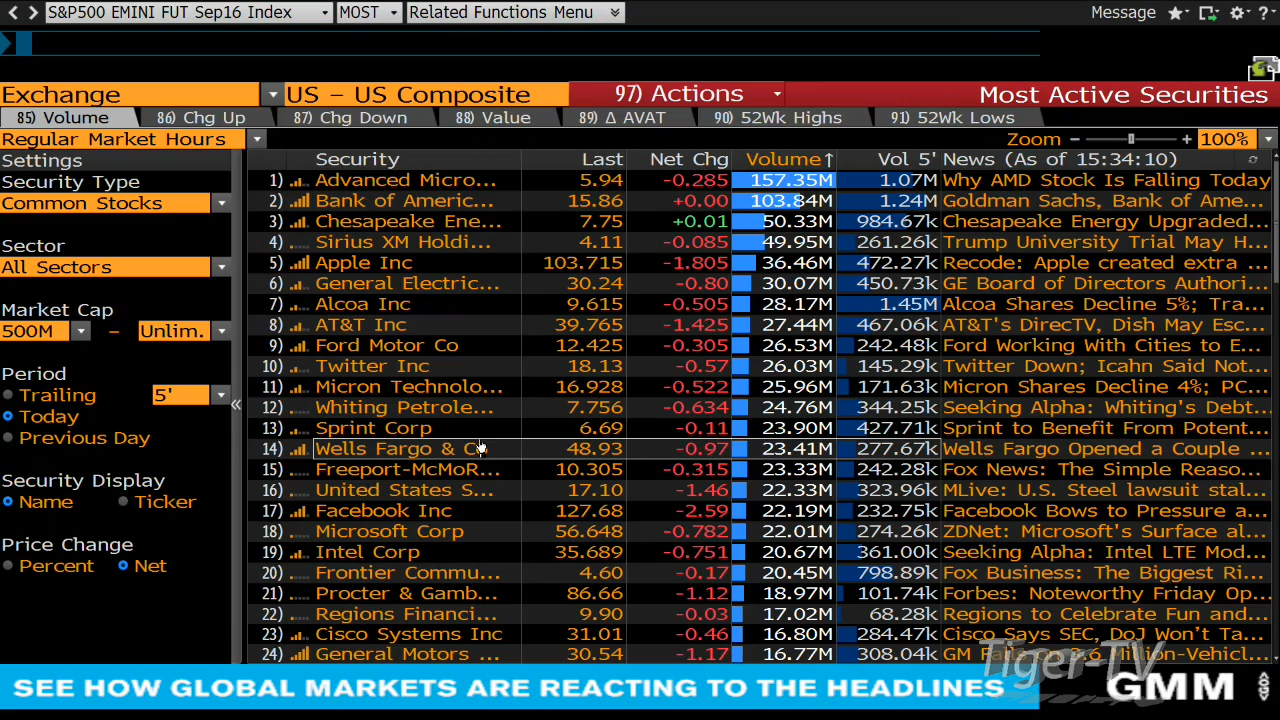 S&P500 EMINI FUT Sep16 Index MOST Related Functions Menu Message ?
Exchange US – US Composite 97) Actions Most Active Securities
85) Volume 86) Chg Up 87) Chg Down 88) Value 89) Δ AVAT 90) 52Wk Highs 91) 52Wk Lows
Regular Market Hours Zoom − + 100%
Settings
Security Type
Common Stocks
Sector
All Sectors
Market Cap
500M – Unlim.
Period
Trailing 5'
Today
Previous Day
Security Display
Name Ticker
Price Change
Percent Net
Security Last Net Chg Volume↑ Vol 5' News (As of 15:34:10)
1) Advanced Micro... 5.94 -0.285 157.35M 1.07M Why AMD Stock Is Falling Today
2) Bank of Americ... 15.86 +0.00 103.84M 1.24M Goldman Sachs, Bank of Ame...
3) Chesapeake Ene... 7.75 +0.01 50.33M 984.67k Chesapeake Energy Upgraded...
4) Sirius XM Holdi... 4.11 -0.085 49.95M 261.26k Trump University Trial May H...
5) Apple Inc 103.715 -1.805 36.46M 472.27k Recode: Apple created extra ...
6) General Electric... 30.24 -0.80 30.07M 450.73k GE Board of Directors Authori...
7) Alcoa Inc 9.615 -0.505 28.17M 1.45M Alcoa Shares Decline 5%; Tra...
8) AT&T Inc 39.765 -1.425 27.44M 467.06k AT&T's DirecTV, Dish May Esc...
9) Ford Motor Co 12.425 -0.305 26.53M 242.48k Ford Working With Cities to E...
10) Twitter Inc 18.13 -0.57 26.03M 145.29k Twitter Down; Icahn Said Not...
11) Micron Technolo... 16.928 -0.522 25.96M 171.63k Micron Shares Decline 4%; PC...
12) Whiting Petrole... 7.756 -0.634 24.76M 344.25k Seeking Alpha: Whiting's Debt...
13) Sprint Corp 6.69 -0.11 23.90M 427.71k Sprint to Benefit From Potent...
14) Wells Fargo & Co 48.93 -0.97 23.41M 277.67k Wells Fargo Opened a Couple ...
15) Freeport-McMoR... 10.305 -0.315 23.33M 242.28k Fox News: The Simple Reaso...
16) United States S... 17.10 -1.46 22.33M 323.96k MLive: U.S. Steel lawsuit stal...
17) Facebook Inc 127.68 -2.59 22.19M 232.75k Facebook Bows to Pressure a...
18) Microsoft Corp 56.648 -0.782 22.01M 274.26k ZDNet: Microsoft's Surface al...
19) Intel Corp 35.689 -0.751 20.67M 361.00k Seeking Alpha: Intel LTE Mod...
20) Frontier Commu... 4.60 -0.17 20.45M 798.89k Fox Business: The Biggest Ri...
21) Procter & Gamb... 86.66 -1.12 18.97M 101.74k Forbes: Noteworthy Friday Op...
22) Regions Financi... 9.90 -0.03 17.02M 68.28k Regions to Celebrate Fun and...
23) Cisco Systems Inc 31.01 -0.46 16.80M 284.47k Cisco Says SEC, DoJ Won't Ta...
24) General Motors ... 30.54 -1.17 16.77M 308.04k GM Million-Vehicl...
Tiger-TV
SEE HOW GLOBAL MARKETS ARE REACTING TO THE HEADLINES GMM